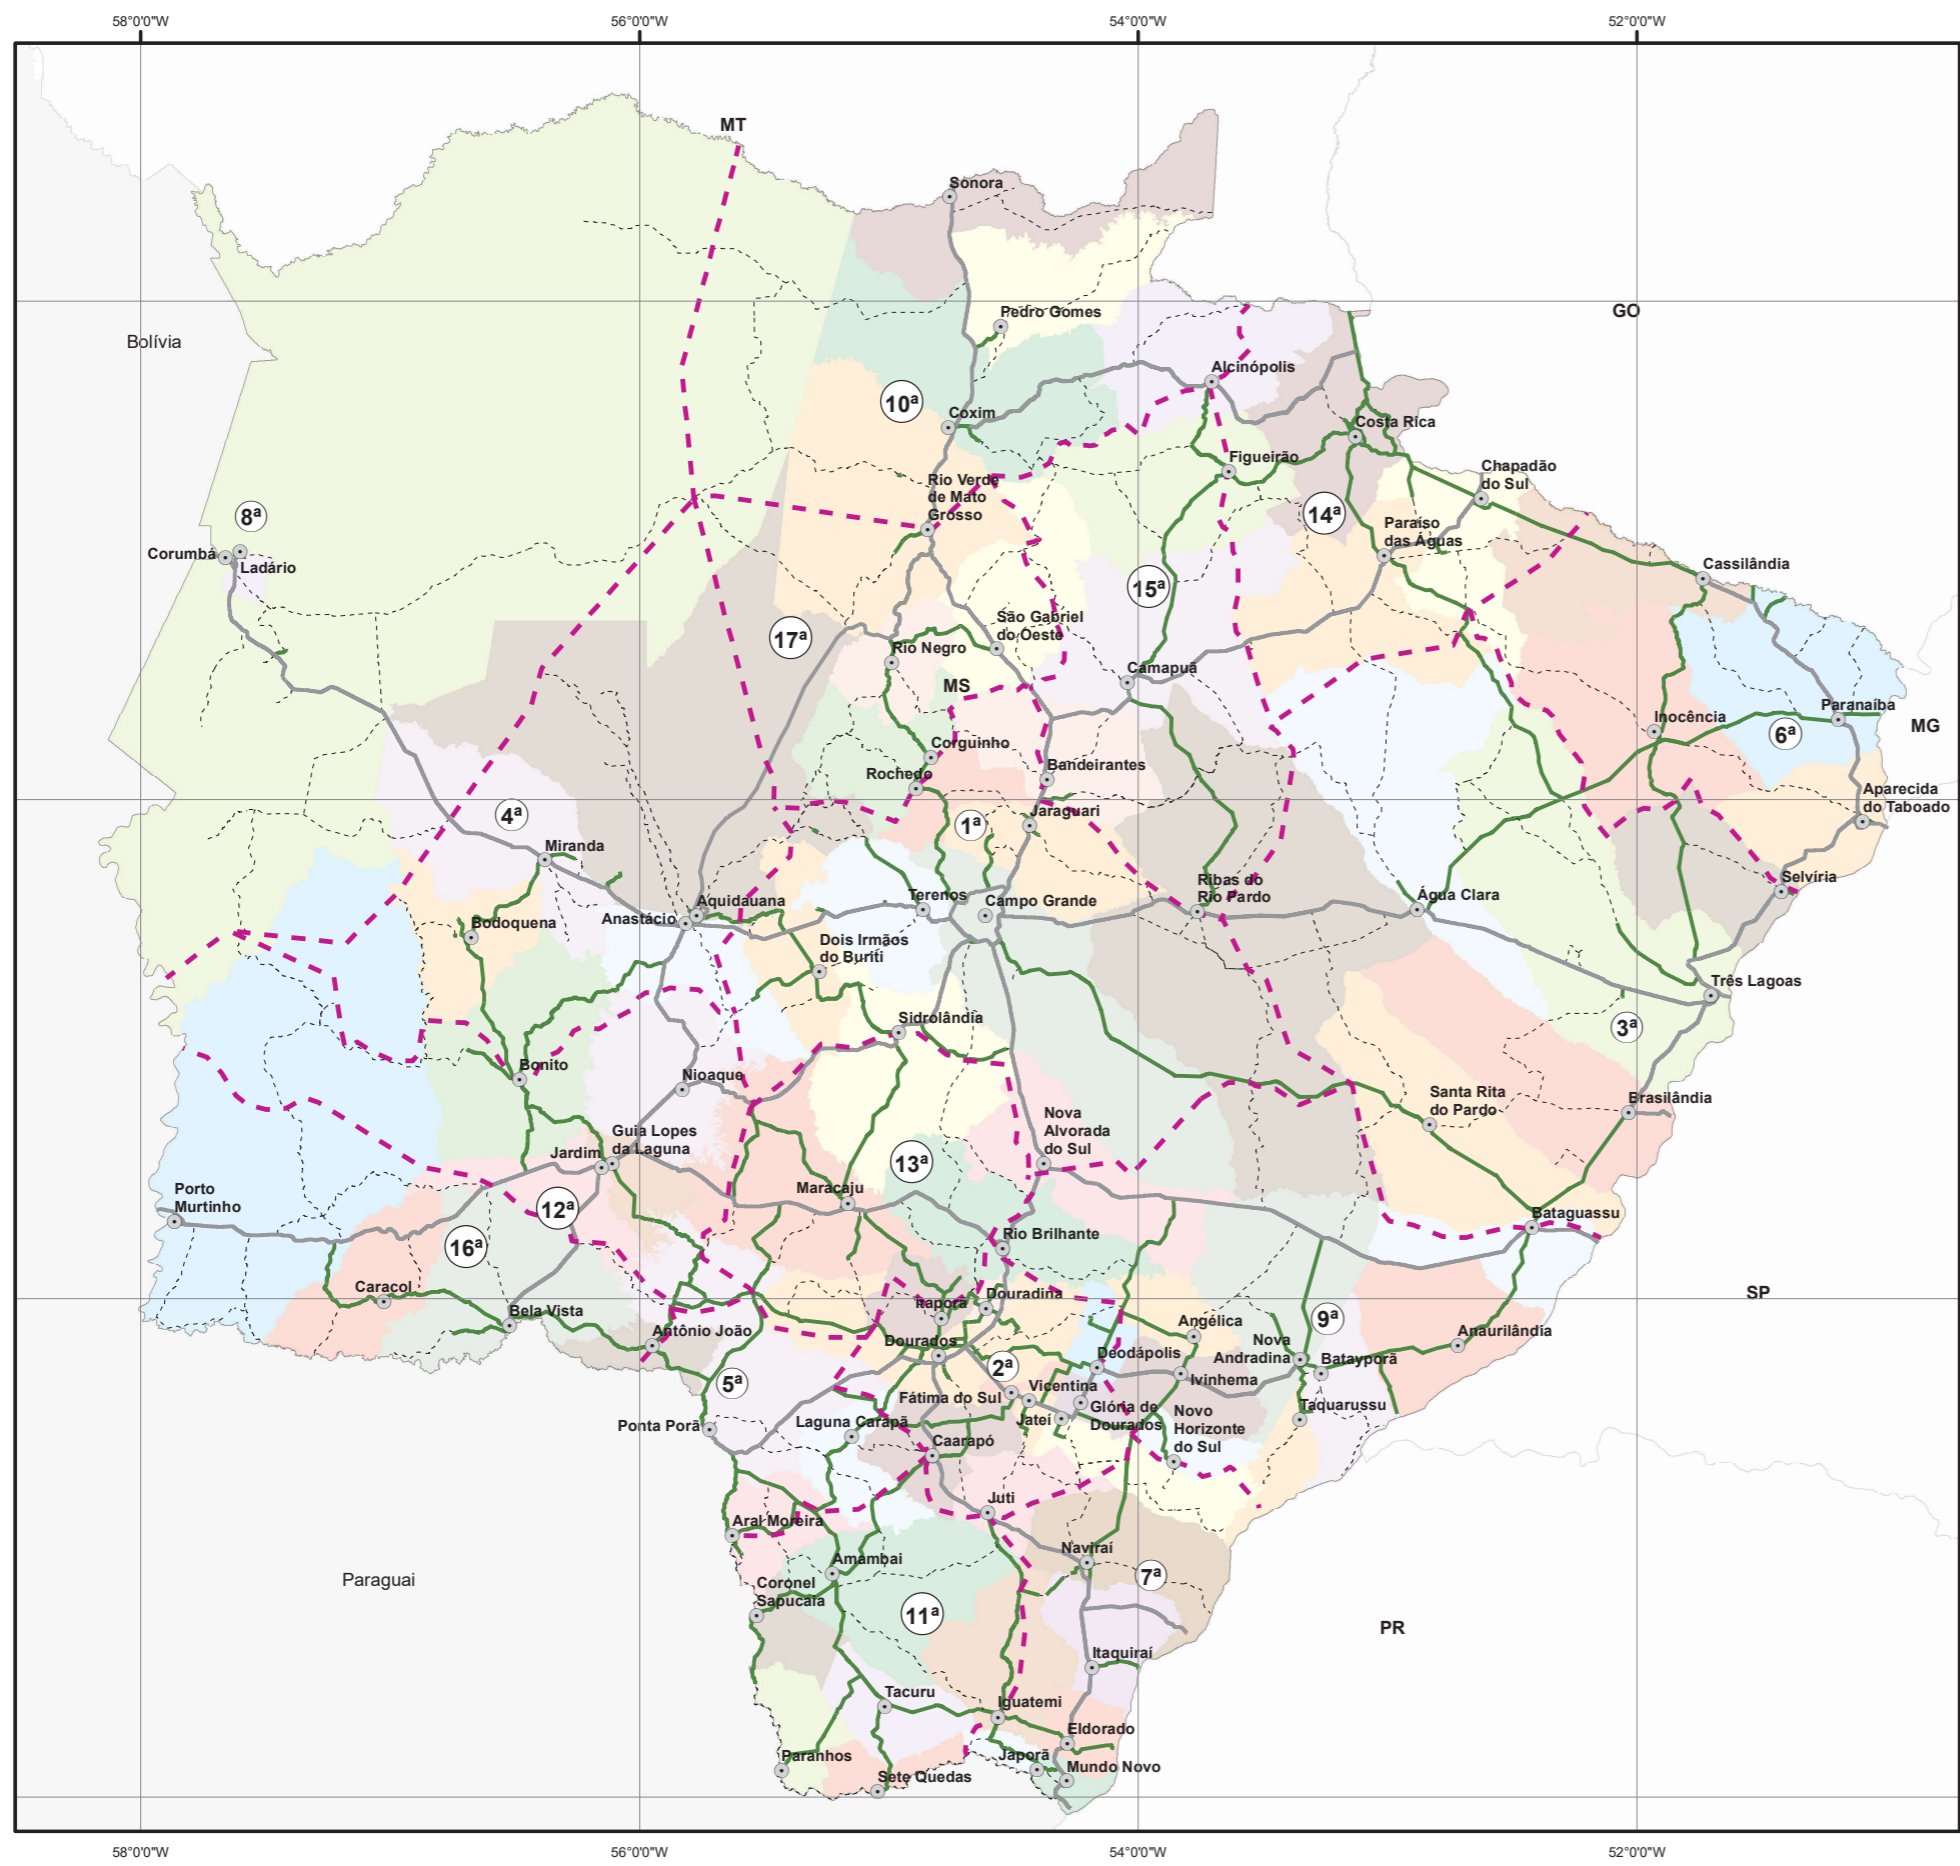 58°0'0"W
56°0'0"W
54°0'0"W
52°0'0"W
MT
Sonora
Bolívia
Pedro Gomes
GO
Alcinópolis
10ª
Coxim
Costa Rica
Figueirão
Chapadão
do Sul
Rio Verde
de Mato
Grosso
8ª
14ª
Paraíso
das Águas
Corumbá
Ladário
Cassilândia
15ª
17ª
São Gabriel
do Oeste
Rio Negro
Camapuã
MS
Inocência
Paranaíba
MG
6ª
Corguinho
Rochedo
Bandeirantes
Aparecida
do Taboado
4ª
1ª
Jaraguari
Miranda
Ribas do
Rio Pardo
Selvíria
Terenos
Água Clara
Aquidauana
Campo Grande
Anastácio
Bodoquena
Dois Irmãos
do Buriti
Três Lagoas
Sidrolândia
3ª
Bonito
Nioaque
Santa Rita
do Pardo
Brasilândia
Nova
Alvorada
do Sul
Guia Lopes
da Laguna
Jardim
13ª
Porto
Murtinho
Maracaju
12ª
Bataguassu
16ª
Rio Brilhante
Caracol
Douradina
SP
Itaporã
Bela Vista
Angélica
9ª
Antônio João
Dourados
Nova
Andradina
Anaurilândia
Deodápolis
Batayporã
2ª
Ivinhema
5ª
Fátima do Sul
Vicentina
Glória de
Dourados
Taquarussu
Jateí
Novo
Horizonte
do Sul
Ponta Porã
Laguna Carapã
Caarapó
Juti
Aral Moreira
Naviraí
Amambai
7ª
Paraguai
Coronel
Sapucaia
11ª
PR
Itaquiraí
Tacuru
Iguatemi
Eldorado
Paranhos
Japorã
Mundo Novo
Sete Quedas
58°0'0"W
56°0'0"W
54°0'0"W
52°0'0"W